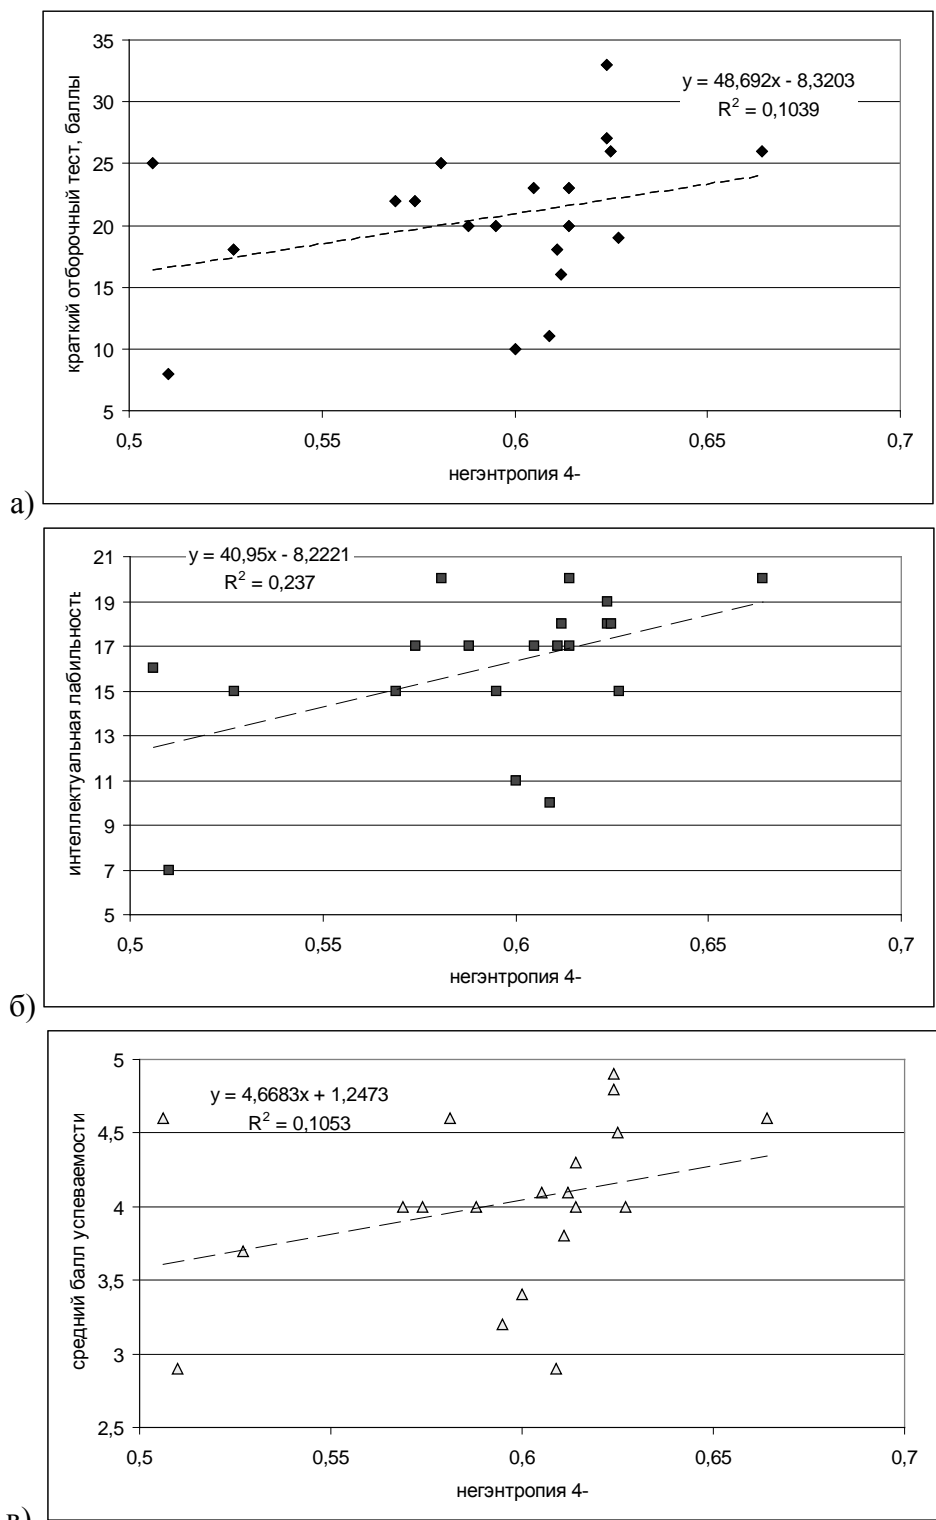 35
30
25
20
15
10
5
краткий отборочный тест, баллы
y = 48,692x - 8,3203
R² = 0,1039
0,5 0,55 0,6 0,65 0,7
негэнтропия 4-
а)
21
19
17
15
13
11
9
7
5
интеллектуальная лабильность
y = 40,95x - 8,2221
R² = 0,237
0,5 0,55 0,6 0,65 0,7
негэнтропия 4-
б)
5
4,5
4
3,5
3
2,5
средний балл успеваемости
y = 4,6683x + 1,2473
R² = 0,1053
0,5 0,55 0,6 0,65 0,7
негэнтропия 4-
в)